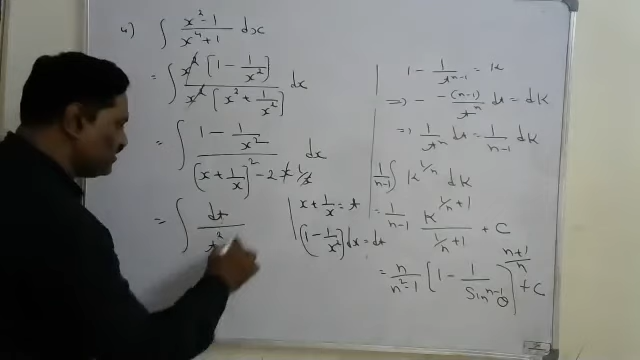 4) ∫ x²-1 / x⁴+1 dx
= ∫ x² [1 - 1/x²] / x² [x² + 1/x²] dx
= ∫ 1 - 1/x² / (x + 1/x)² - 2 x 1/x dx
= ∫ dt / t²
x + 1/x = t
(1 - 1/x²) dx = dt
1 - 1/t^(n-1) = k
⇒ - -(n-1)/t^n dt = dk
⇒ 1/t^n dt = 1/(n-1) dk
1/(n-1) ∫ k^(1/n) dk
= 1/(n-1) k^(1/n + 1) / (1/n + 1) + C
= n/(n²-1) [1 - 1/Sin^(n-1) θ]^((n+1)/n) + C